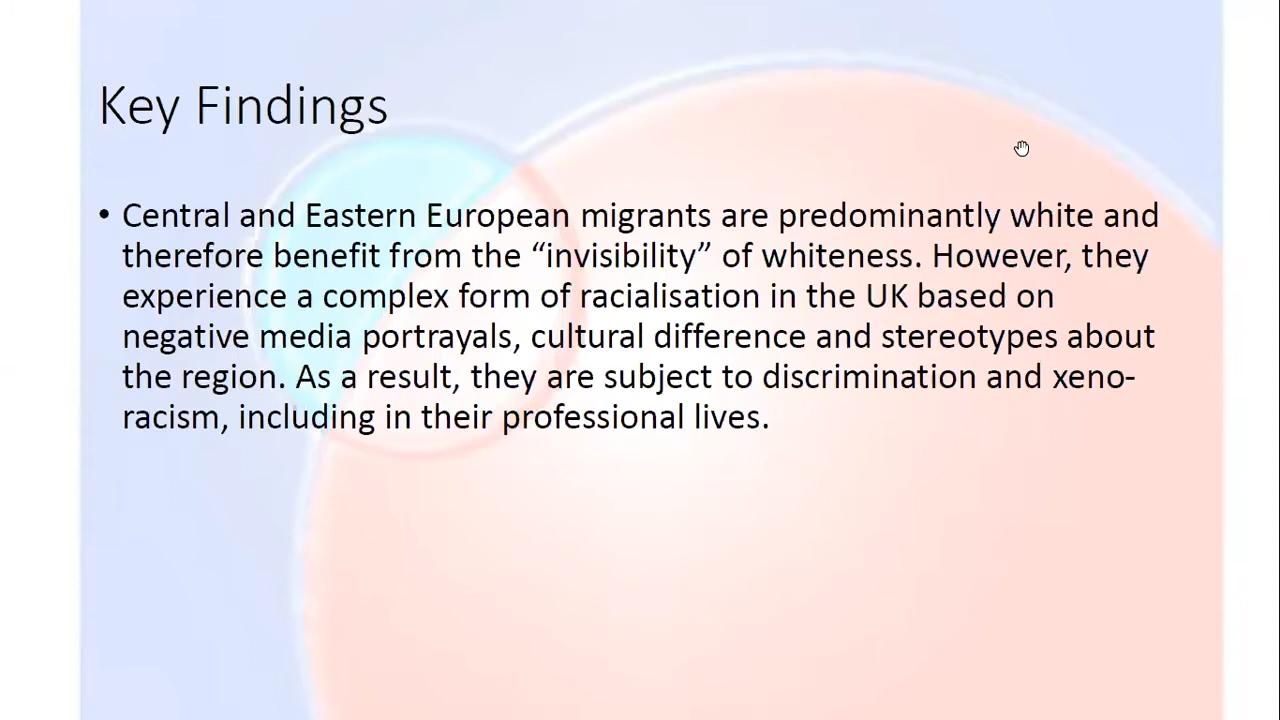 Key Findings
• Central and Eastern European migrants are predominantly white and
therefore benefit from the “invisibility” of whiteness. However, they
experience a complex form of racialisation in the UK based on
negative media portrayals, cultural difference and stereotypes about
the region. As a result, they are subject to discrimination and xeno-
racism, including in their professional lives.